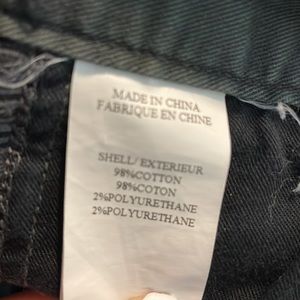 MADE IN CHINA
FABRIQUE EN CHINE
SHELL/ EXTERIEUR
98%COTTON
98%COTON
2%POLYURETHANE
2%POLYURETHANE